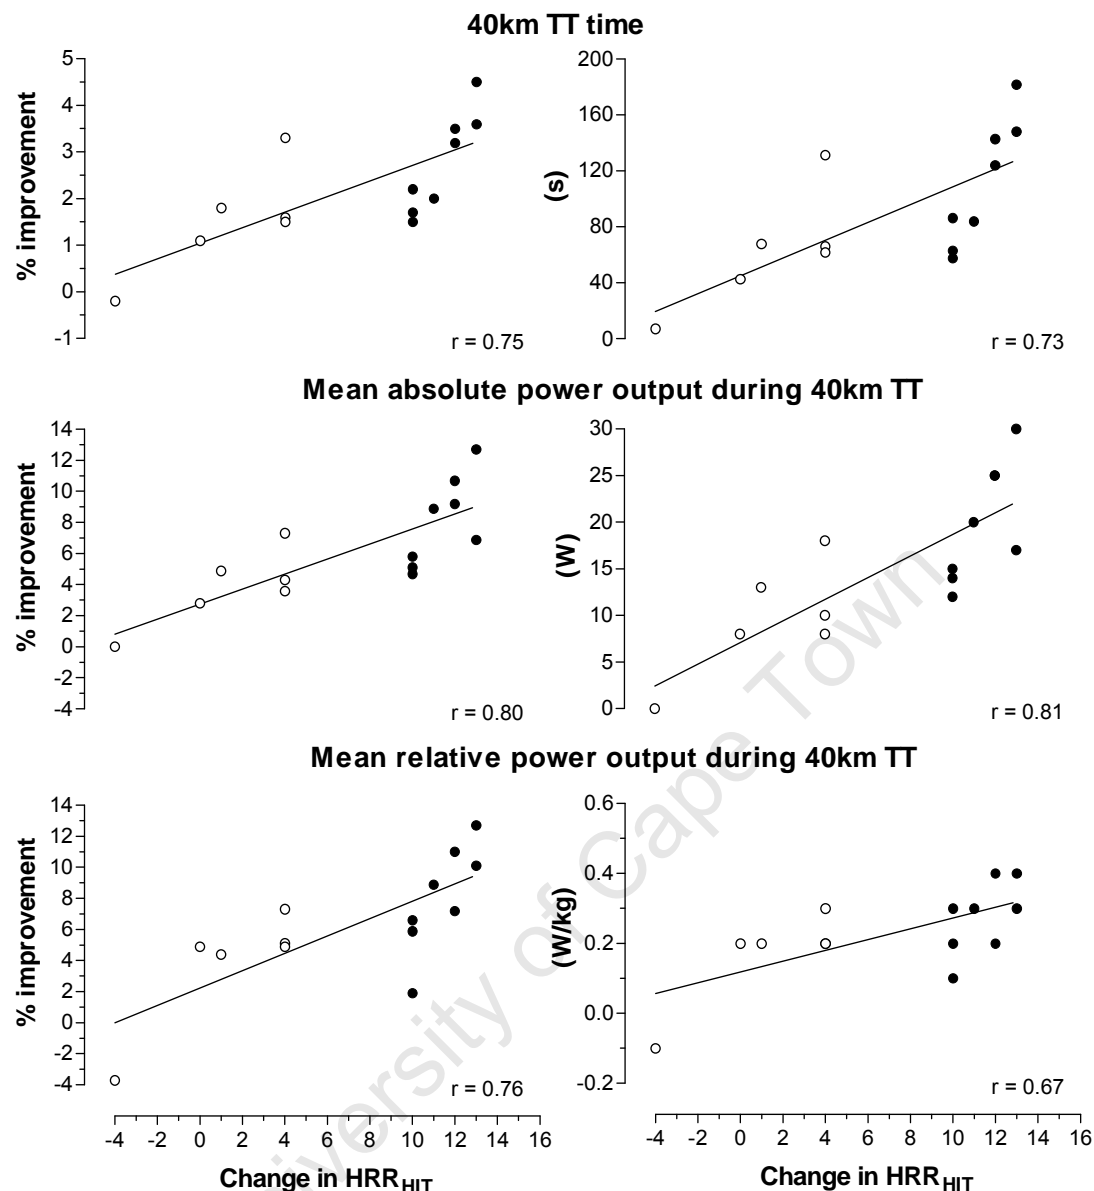 40km TT time
5
4
3
2
1
0
-1
% improvement
r = 0.75
200
160
120
80
40
0
(s)
r = 0.73
Mean absolute power output during 40km TT
14
12
10
8
6
4
2
0
-2
-4
% improvement
r = 0.80
30
25
20
15
10
5
0
(W)
r = 0.81
Mean relative power output during 40km TT
14
12
10
8
6
4
2
0
-2
-4
% improvement
r = 0.76
0.6
0.4
0.2
0.0
-0.2
(W/kg)
r = 0.67
-4 -2 0 2 4 6 8 10 12 14 16
Change in HRR HIT
-4 -2 0 2 4 6 8 10 12 14 16
Change in HRR HIT
iversity of Cape Town